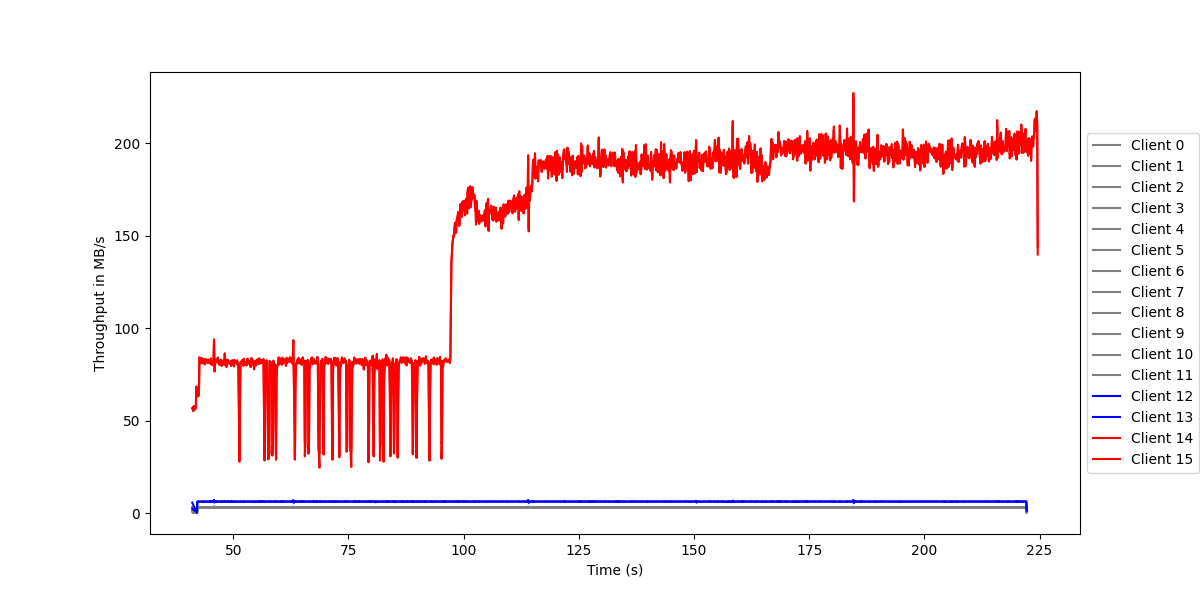 200
150
100
50
0
Throughput in MB/s
50 75 100 125 150 175 200 225
Time (s)
Client 0
Client 1
Client 2
Client 3
Client 4
Client 5
Client 6
Client 7
Client 8
Client 9
Client 10
Client 11
Client 12
Client 13
Client 14
Client 15